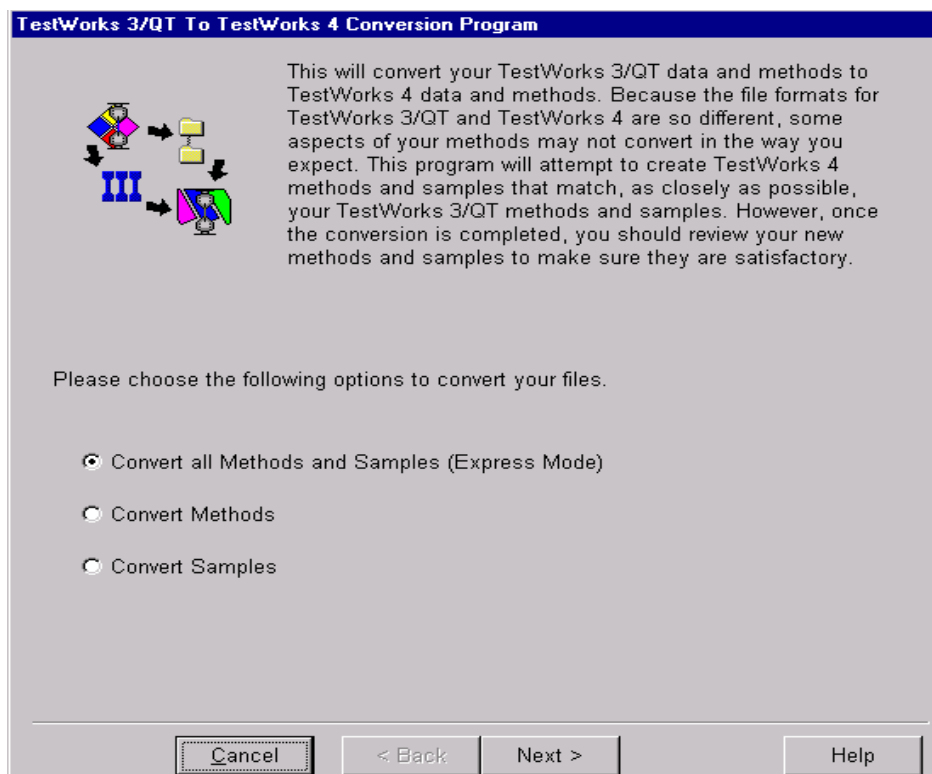 TestWorks 3/QT To TestWorks 4 Conversion Program
This will convert your TestWorks 3/QT data and methods to
TestWorks 4 data and methods. Because the file formats for
TestWorks 3/QT and TestWorks 4 are so different, some
aspects of your methods may not convert in the way you
expect. This program will attempt to create TestWorks 4
methods and samples that match, as closely as possible,
your TestWorks 3/QT methods and samples. However, once
the conversion is completed, you should review your new
methods and samples to make sure they are satisfactory.
III
Please choose the following options to convert your files.
Convert all Methods and Samples (Express Mode)
Convert Methods
Convert Samples
Cancel
< Back
Next >
Help